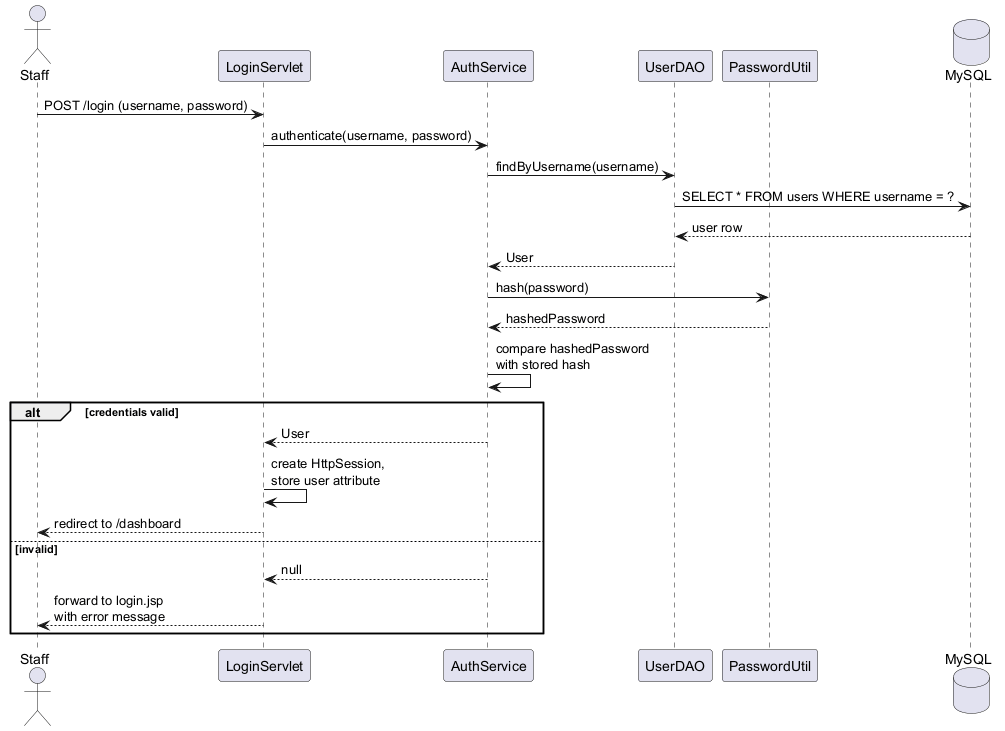 Staff
LoginServlet
AuthService
UserDAO
PasswordUtil
MySQL
POST /login (username, password)
authenticate(username, password)
findByUsername(username)
SELECT * FROM users WHERE username = ?
user row
User
hash(password)
hashedPassword
compare hashedPassword
with stored hash
alt
[credentials valid]
User
create HttpSession,
store user attribute
redirect to /dashboard
[invalid]
null
forward to login.jsp
with error message
Staff
LoginServlet
AuthService
UserDAO
PasswordUtil
MySQL